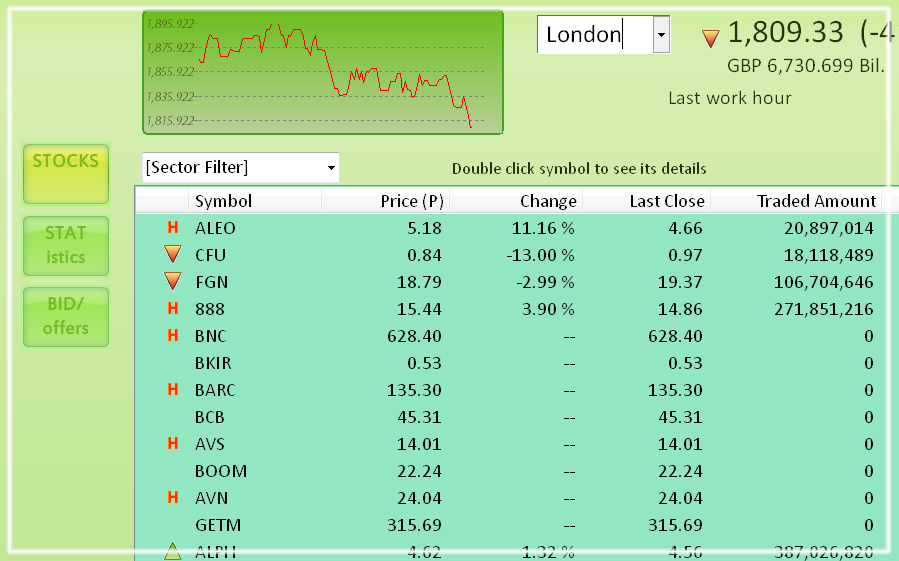 1,895.922
1,875.922
1,855.922
1,835.922
1,815.922
London
1,809.33 (-4
GBP 6,730.699 Bil.
Last work hour
STOCKS
STAT
istics
BID/
offers
[Sector Filter]
Double click symbol to see its details
Symbol Price (P) Change Last Close Traded Amount
H ALEO 5.18 11.16 % 4.66 20,897,014
CFU 0.84 -13.00 % 0.97 18,118,489
FGN 18.79 -2.99 % 19.37 106,704,646
H 888 15.44 3.90 % 14.86 271,851,216
H BNC 628.40 -- 628.40 0
BKIR 0.53 -- 0.53 0
H BARC 135.30 -- 135.30 0
BCB 45.31 -- 45.31 0
H AVS 14.01 -- 14.01 0
BOOM 22.24 -- 22.24 0
H AVN 24.04 -- 24.04 0
GETM 315.69 -- 315.69 0
ALPH 4.62 1.32 % 4.56 387,026,820